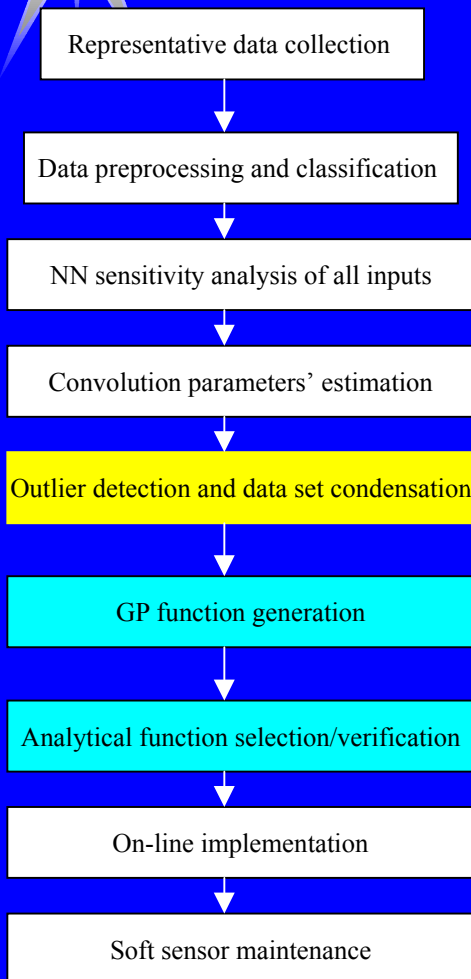 Representative data collection
Data preprocessing and classification
NN sensitivity analysis of all inputs
Convolution parameters’ estimation
Outlier detection and data set condensation
GP function generation
Analytical function selection/verification
On-line implementation
Soft sensor maintenance